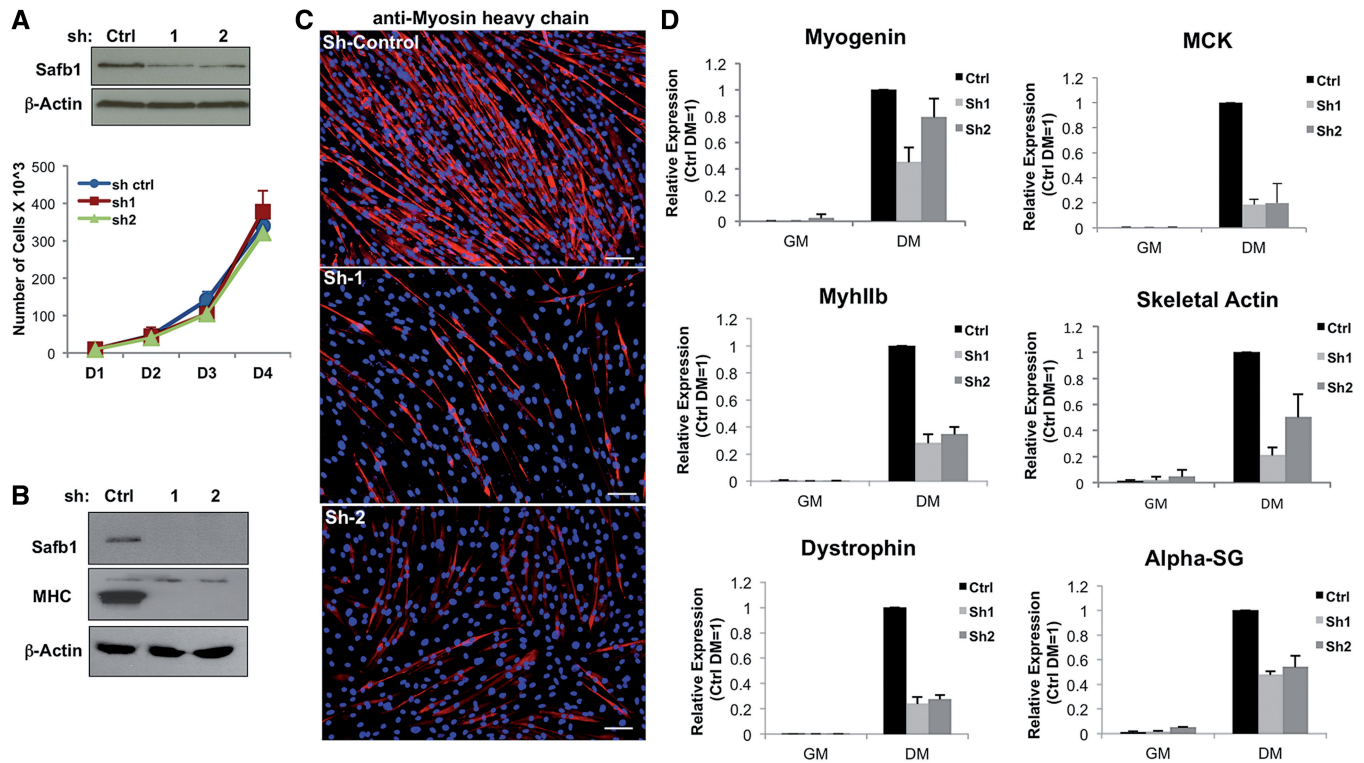 A
sh: Ctrl 1 2
Safb1
β-Actin
500
400
300
200
100
0
Number of Cells X 10^3
sh ctrl
sh1
sh2
D1 D2 D3 D4
B
sh: Ctrl 1 2
Safb1
MHC
β-Actin
C
anti-Myosin heavy chain
Sh-Control
Sh-1
Sh-2
D
Myogenin
Relative Expression
(Ctrl DM=1)
1.2
1
0.8
0.6
0.4
0.2
0
GM DM
Ctrl
Sh1
Sh2
MCK
Relative Expression
(Ctrl DM=1)
1.2
1
0.8
0.6
0.4
0.2
0
GM DM
Ctrl
Sh1
Sh2
MyhIIb
Relative Expression
(Ctrl DM=1)
1.2
1
0.8
0.6
0.4
0.2
0
GM DM
Ctrl
Sh1
Sh2
Skeletal Actin
Relative Expression
(Ctrl DM=1)
1.2
1
0.8
0.6
0.4
0.2
0
GM DM
Ctrl
Sh1
Sh2
Dystrophin
Relative Expression
(Ctrl DM=1)
1.2
1
0.8
0.6
0.4
0.2
0
GM DM
Ctrl
Sh1
Sh2
Alpha-SG
Relative Expression
(Ctrl DM=1)
1.2
1
0.8
0.6
0.4
0.2
0
GM DM
Ctrl
Sh1
Sh2